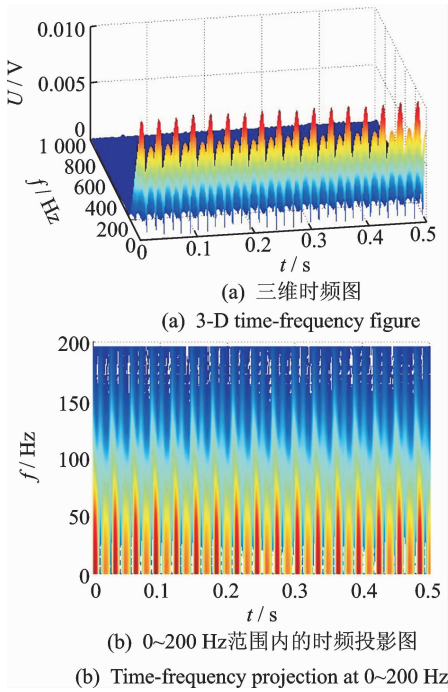 0.010
0.005
0
U / V
1 000
800
600
400
200
f / Hz
0
0 0.1 0.2 0.3 0.4 0.5
t / s
(a) 三维时频图
(a) 3-D time-frequency figure
200
150
100
50
0
f / Hz
0 0.1 0.2 0.3 0.4 0.5
t / s
(b) 0~200 Hz范围内的时频投影图
(b) Time-frequency projection at 0~200 Hz